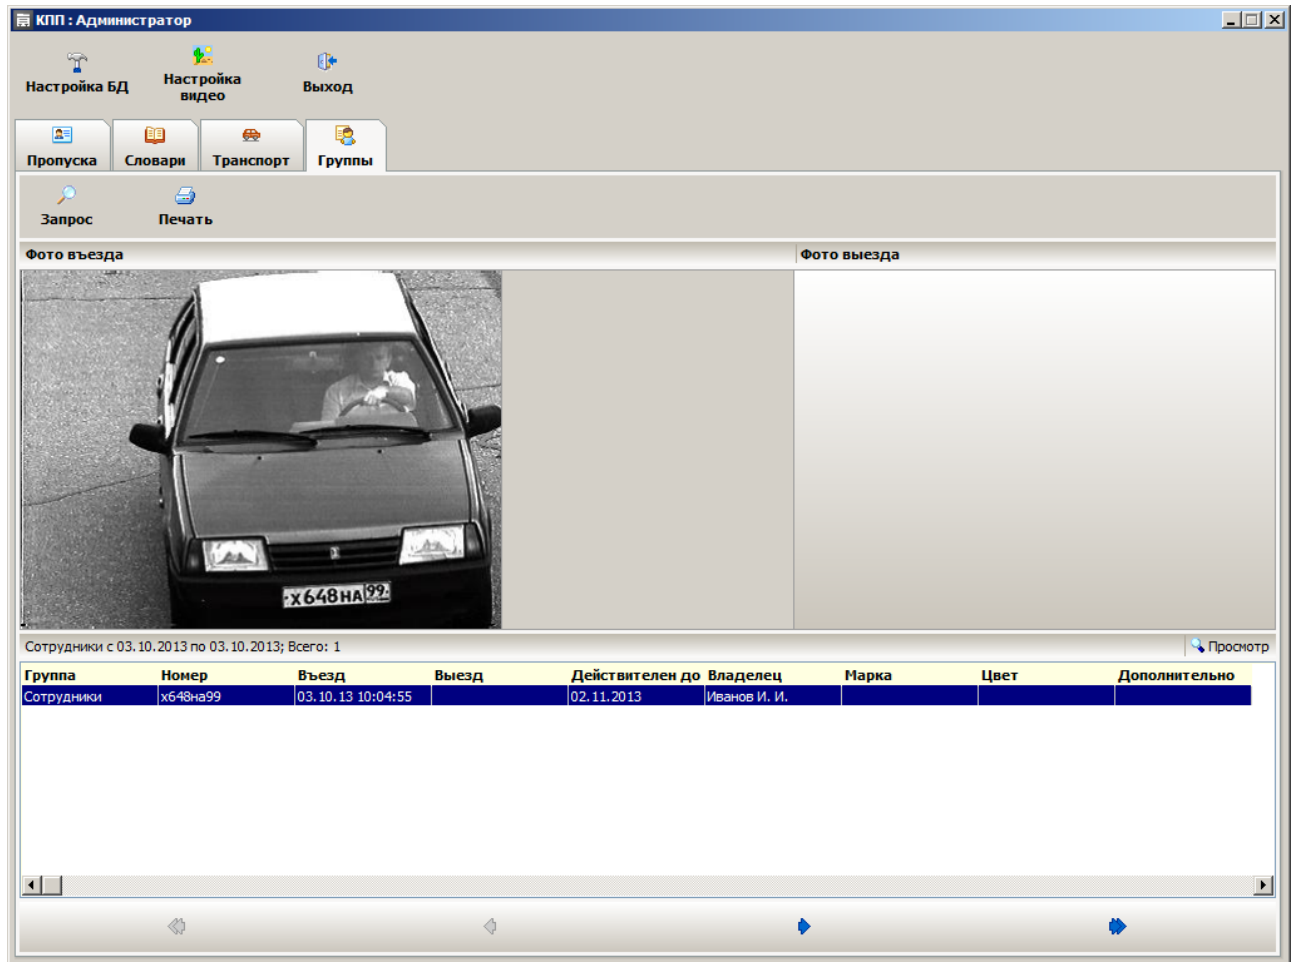 КПП : Администратор
Настройка БД
Настройка
видео
Выход
Пропуска Словари Транспорт Группы
Запрос Печать
Фото въезда Фото выезда
х648на 99
Сотрудники с 03.10.2013 по 03.10.2013; Всего: 1 Просмотр
Группа Номер Въезд Выезд Действителен до Владелец Марка Цвет Дополнительно
Сотрудники х648на99 03.10.13 10:04:55 02.11.2013 Иванов И. И.